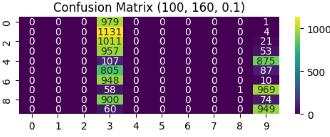 Confusion Matrix (100, 160, 0.1)
0 0 0 979 0 0 0 0 0 1
0 0 0 1131 0 0 0 0 0 4
2 0 0 0 1011 0 0 0 0 0 21
0 0 0 957 0 0 0 0 0 53
4 0 0 0 107 0 0 0 0 0 875
0 0 0 805 0 0 0 0 0 87
6 0 0 0 948 0 0 0 0 0 10
0 0 0 58 0 0 0 0 1 969
8 0 0 0 900 0 0 0 0 0 74
0 0 0 60 0 0 0 0 0 949
0 1 2 3 4 5 6 7 8 9
1000
500
0